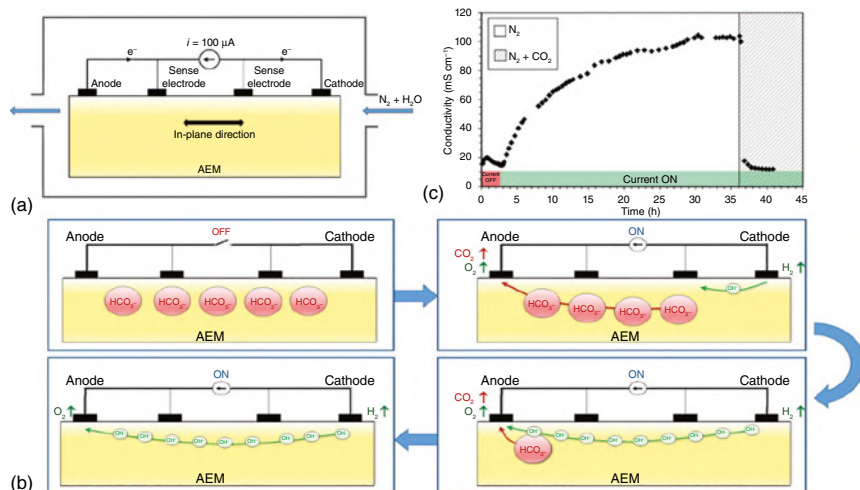 i = 100 μA
e⁻
e⁻
Anode
Sense
electrode
Sense
electrode
Cathode
N₂ + H₂O
In-plane direction
AEM
(a)
Conductivity (mS cm⁻¹)
120
100
80
60
40
20
0
N₂
N₂ + CO₂
Current
OFF
Current ON
0 5 10 15 20 25 30 35 40 45
Time (h)
(c)
Anode
OFF
Cathode
HCO₃⁻ HCO₃⁻ HCO₃⁻ HCO₃⁻ HCO₃⁻
AEM
Anode
ON
Cathode
CO₂
O₂
H₂
OH⁻
HCO₃⁻ HCO₃⁻ HCO₃⁻ HCO₃⁻
AEM
Anode
ON
Cathode
O₂
H₂
OH⁻ OH⁻ OH⁻ OH⁻ OH⁻ OH⁻ OH⁻ OH⁻ OH⁻
AEM
(b)
Anode
ON
Cathode
CO₂
O₂
H₂
OH⁻ OH⁻ OH⁻ OH⁻ OH⁻ OH⁻ OH⁻ OH⁻ OH⁻
HCO₃⁻
AEM